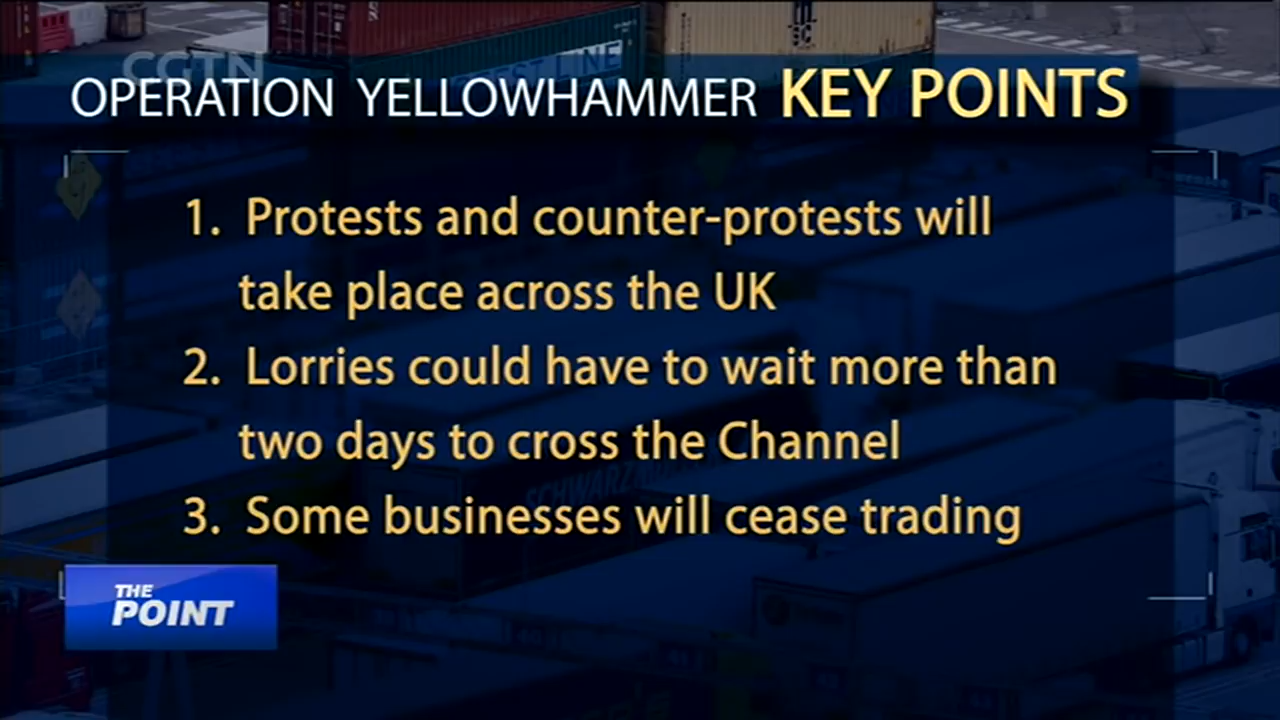 CGTN
OPERATION YELLOWHAMMER KEY POINTS
1. Protests and counter-protests will
take place across the UK
2. Lorries could have to wait more than
two days to cross the Channel
3. Some businesses will cease trading
THE
POINT